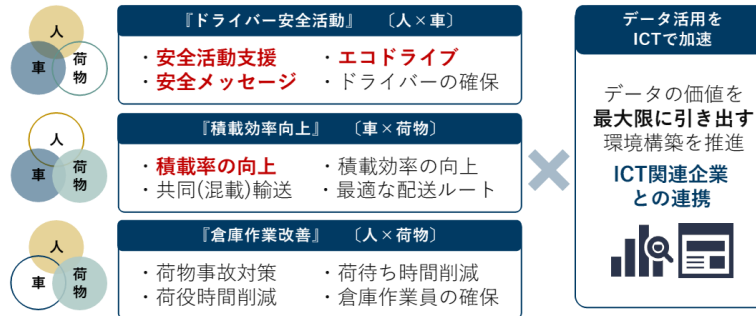 人
車
荷物
『ドライバー安全活動』 〔人×車〕
・安全活動支援 ・エコドライブ
・安全メッセージ ・ドライバーの確保
人
車
荷物
『積載効率向上』 〔車×荷物〕
・積載率の向上 ・積載効率の向上
・共同(混載)輸送 ・最適な配送ルート
人
車
荷物
『倉庫作業改善』 〔人×荷物〕
・荷物事故対策 ・荷待ち時間削減
・荷役時間削減 ・倉庫作業員の確保
×
データ活用を
ICTで加速
データの価値を
最大限に引き出す
環境構築を推進
ICT関連企業
との連携